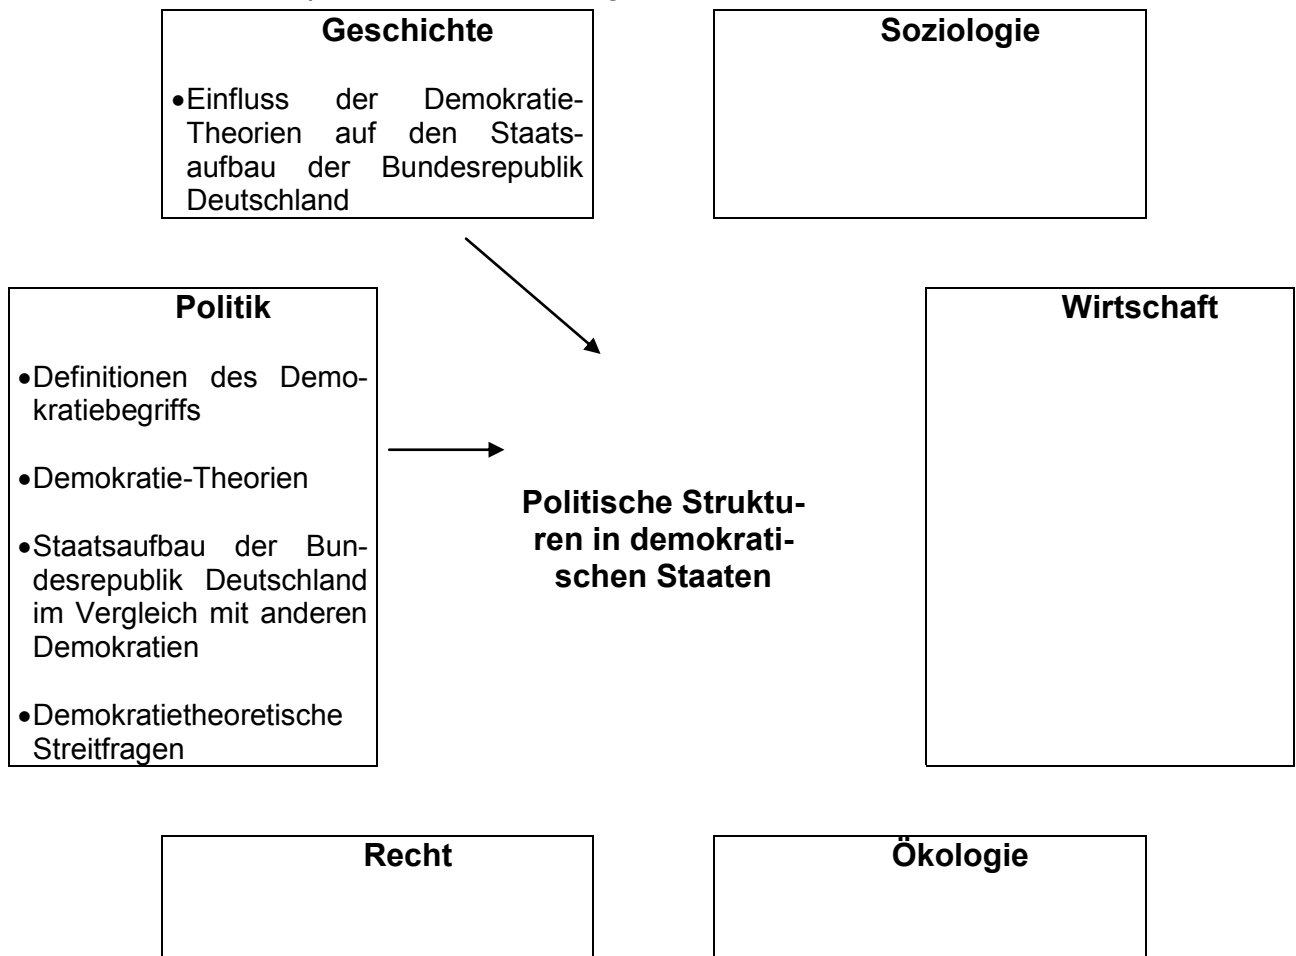 Geschichte
•Einfluss der Demokratie-
Theorien auf den Staats-
aufbau der Bundesrepublik
Deutschland
Soziologie
Politik
•Definitionen des Demo-
kratiebegriffs
•Demokratie-Theorien
•Staatsaufbau der Bun-
desrepublik Deutschland
im Vergleich mit anderen
Demokratien
•Demokratietheoretische
Streitfragen
Politische Struktu-
ren in demokrati-
schen Staaten
Wirtschaft
Recht
Ökologie